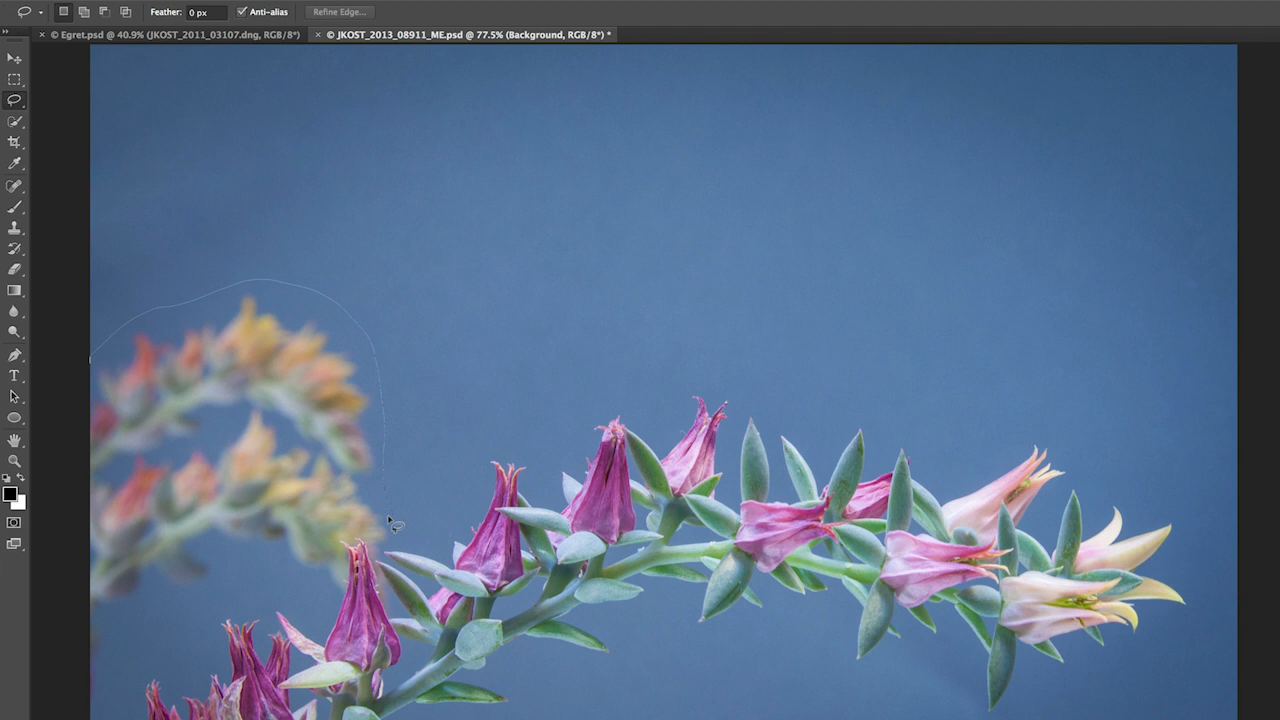 Feather: 0 px Anti-alias Refine Edge...
× © Egret.psd @ 40.9% (JKOST_2011_03107.dng, RGB/8*) × © JKOST_2013_08911_ME.psd @ 77.5% (Background, RGB/8*) *
T